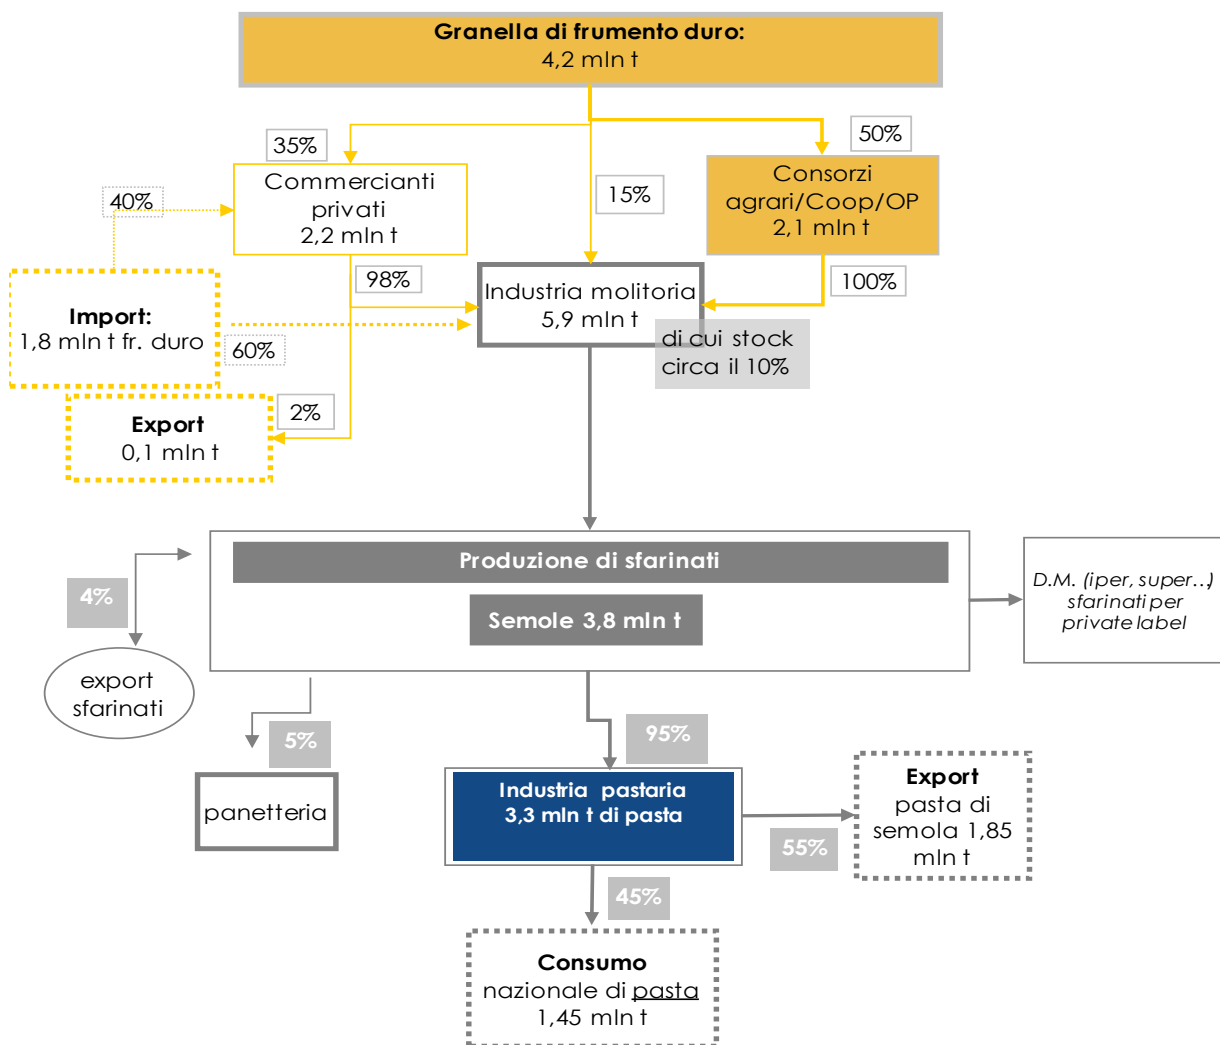 Granella di frumento duro:
4,2 mln t
35%
50%
Commercianti
privati
2,2 mln t
15%
Consorzi
agrari/Coop/OP
2,1 mln t
40%
98%
100%
Import:
1,8 mln t fr. duro
60%
Industria molitoria
5,9 mln t
di cui stock
circa il 10%
2%
Export
0,1 mln t
Produzione di sfarinati
Semole 3,8 mln t
D.M. (iper, super…)
sfarinati per
private label
4%
export
sfarinati
5%
95%
panetteria
Industria pastaria
3,3 mln t di pasta
Export
pasta di
semola 1,85
mln t
55%
45%
Consumo
nazionale di pasta
1,45 mln t